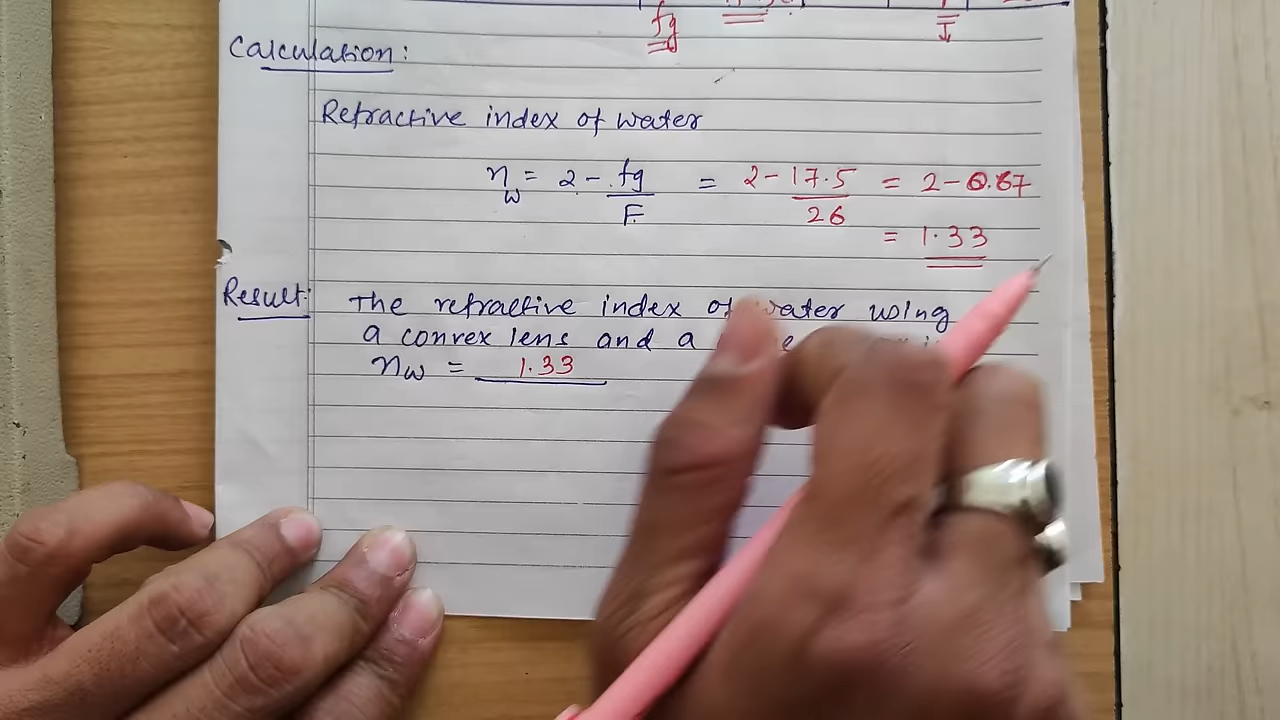 fg
Calculation:
Refractive index of water
nw = 2 - fg/F = 2 - 17.5/26 = 2 - 0.67
= 1.33
Result: The refractive index of water using
a convex lens and a
nw = 1.33